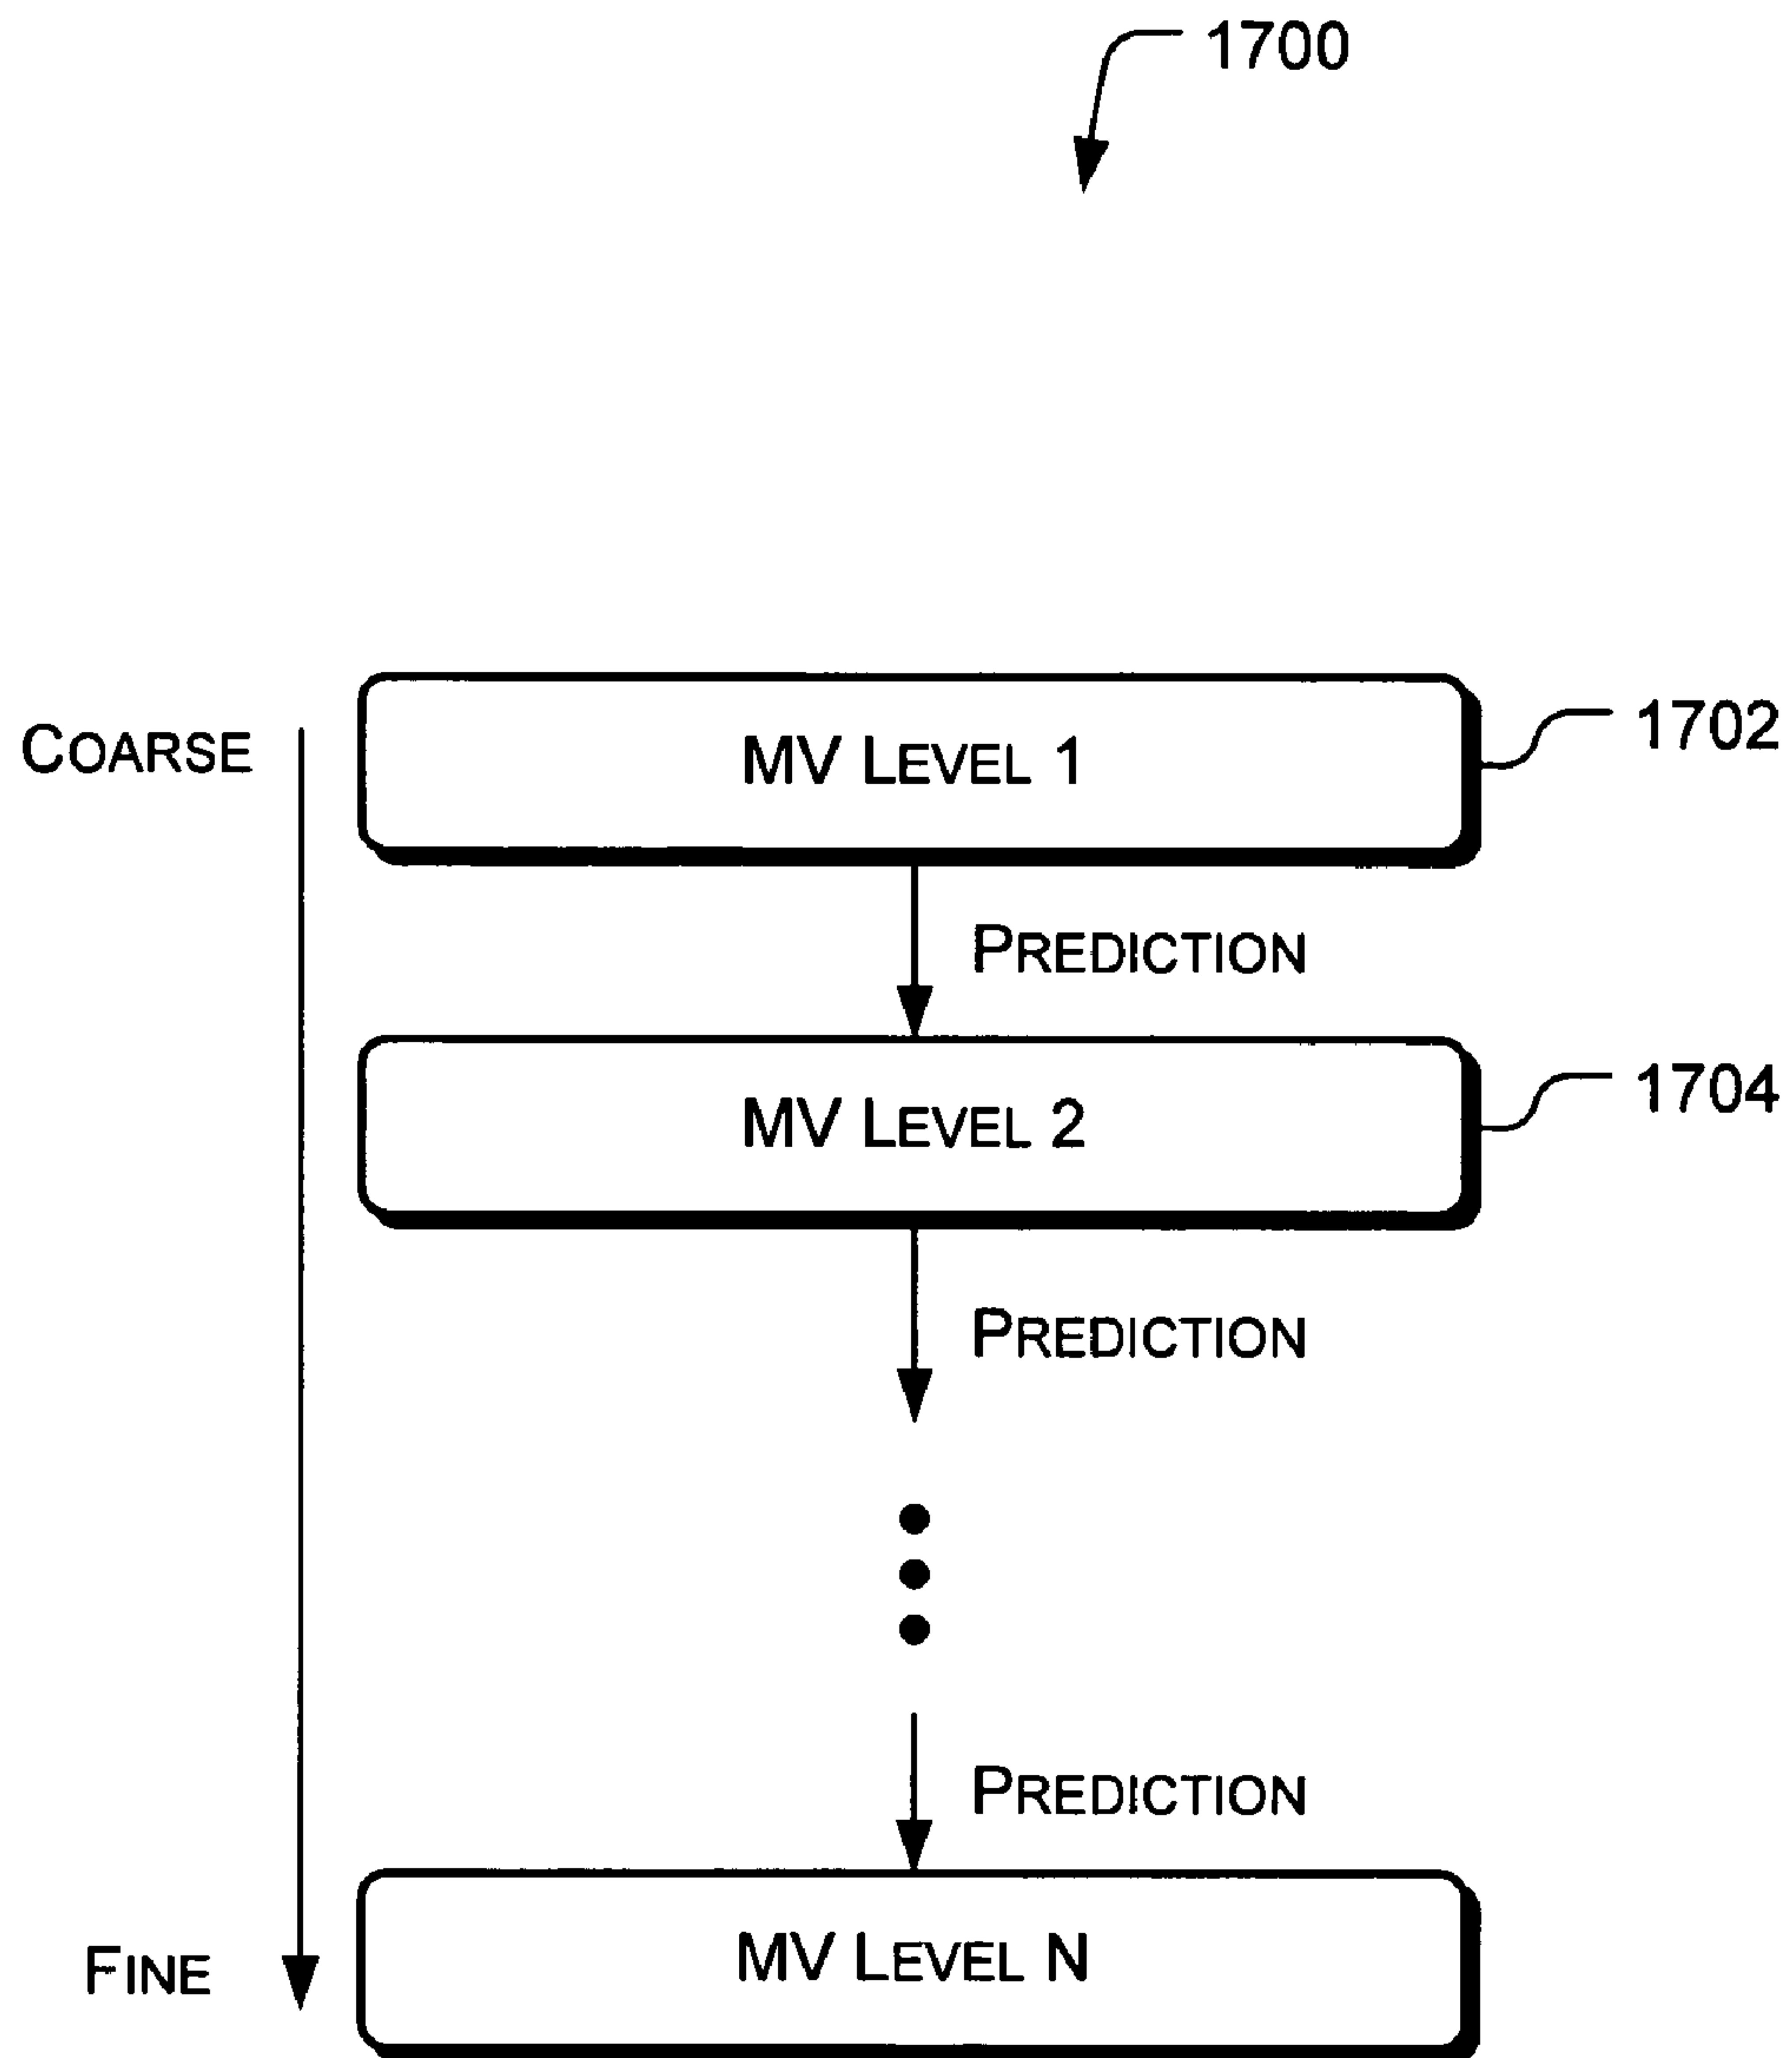 1700
COARSE
MV LEVEL 1
1702
PREDICTION
MV LEVEL 2
1704
PREDICTION
PREDICTION
FINE
MV LEVEL N